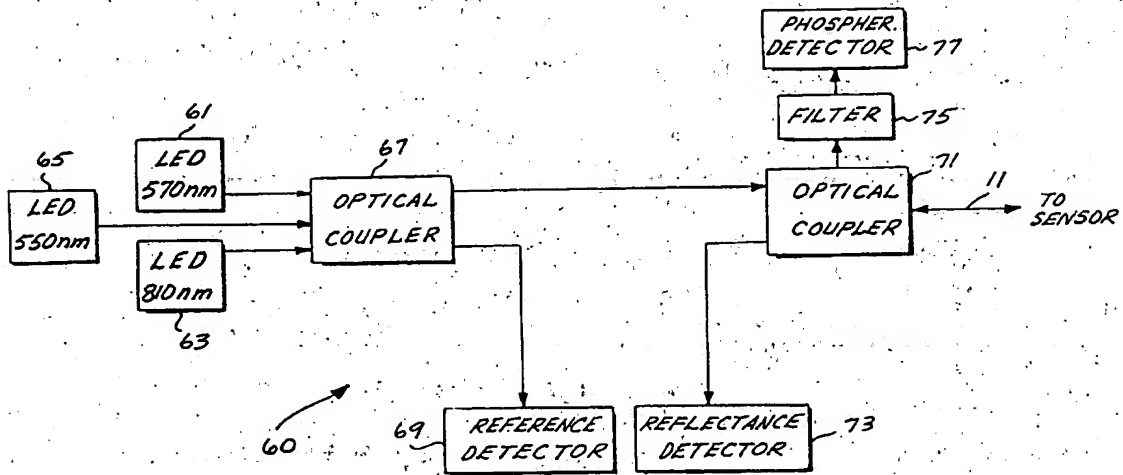 PHOSPHER.
DETECTOR
77
FILTER
75
61
LED
570nm
65
LED
550nm
67
OPTICAL
COUPLER
71
OPTICAL
COUPLER
11
TO
SENSOR
LED
810nm
63
60
69
REFERENCE
DETECTOR
REFLECTANCE
DETECTOR
73